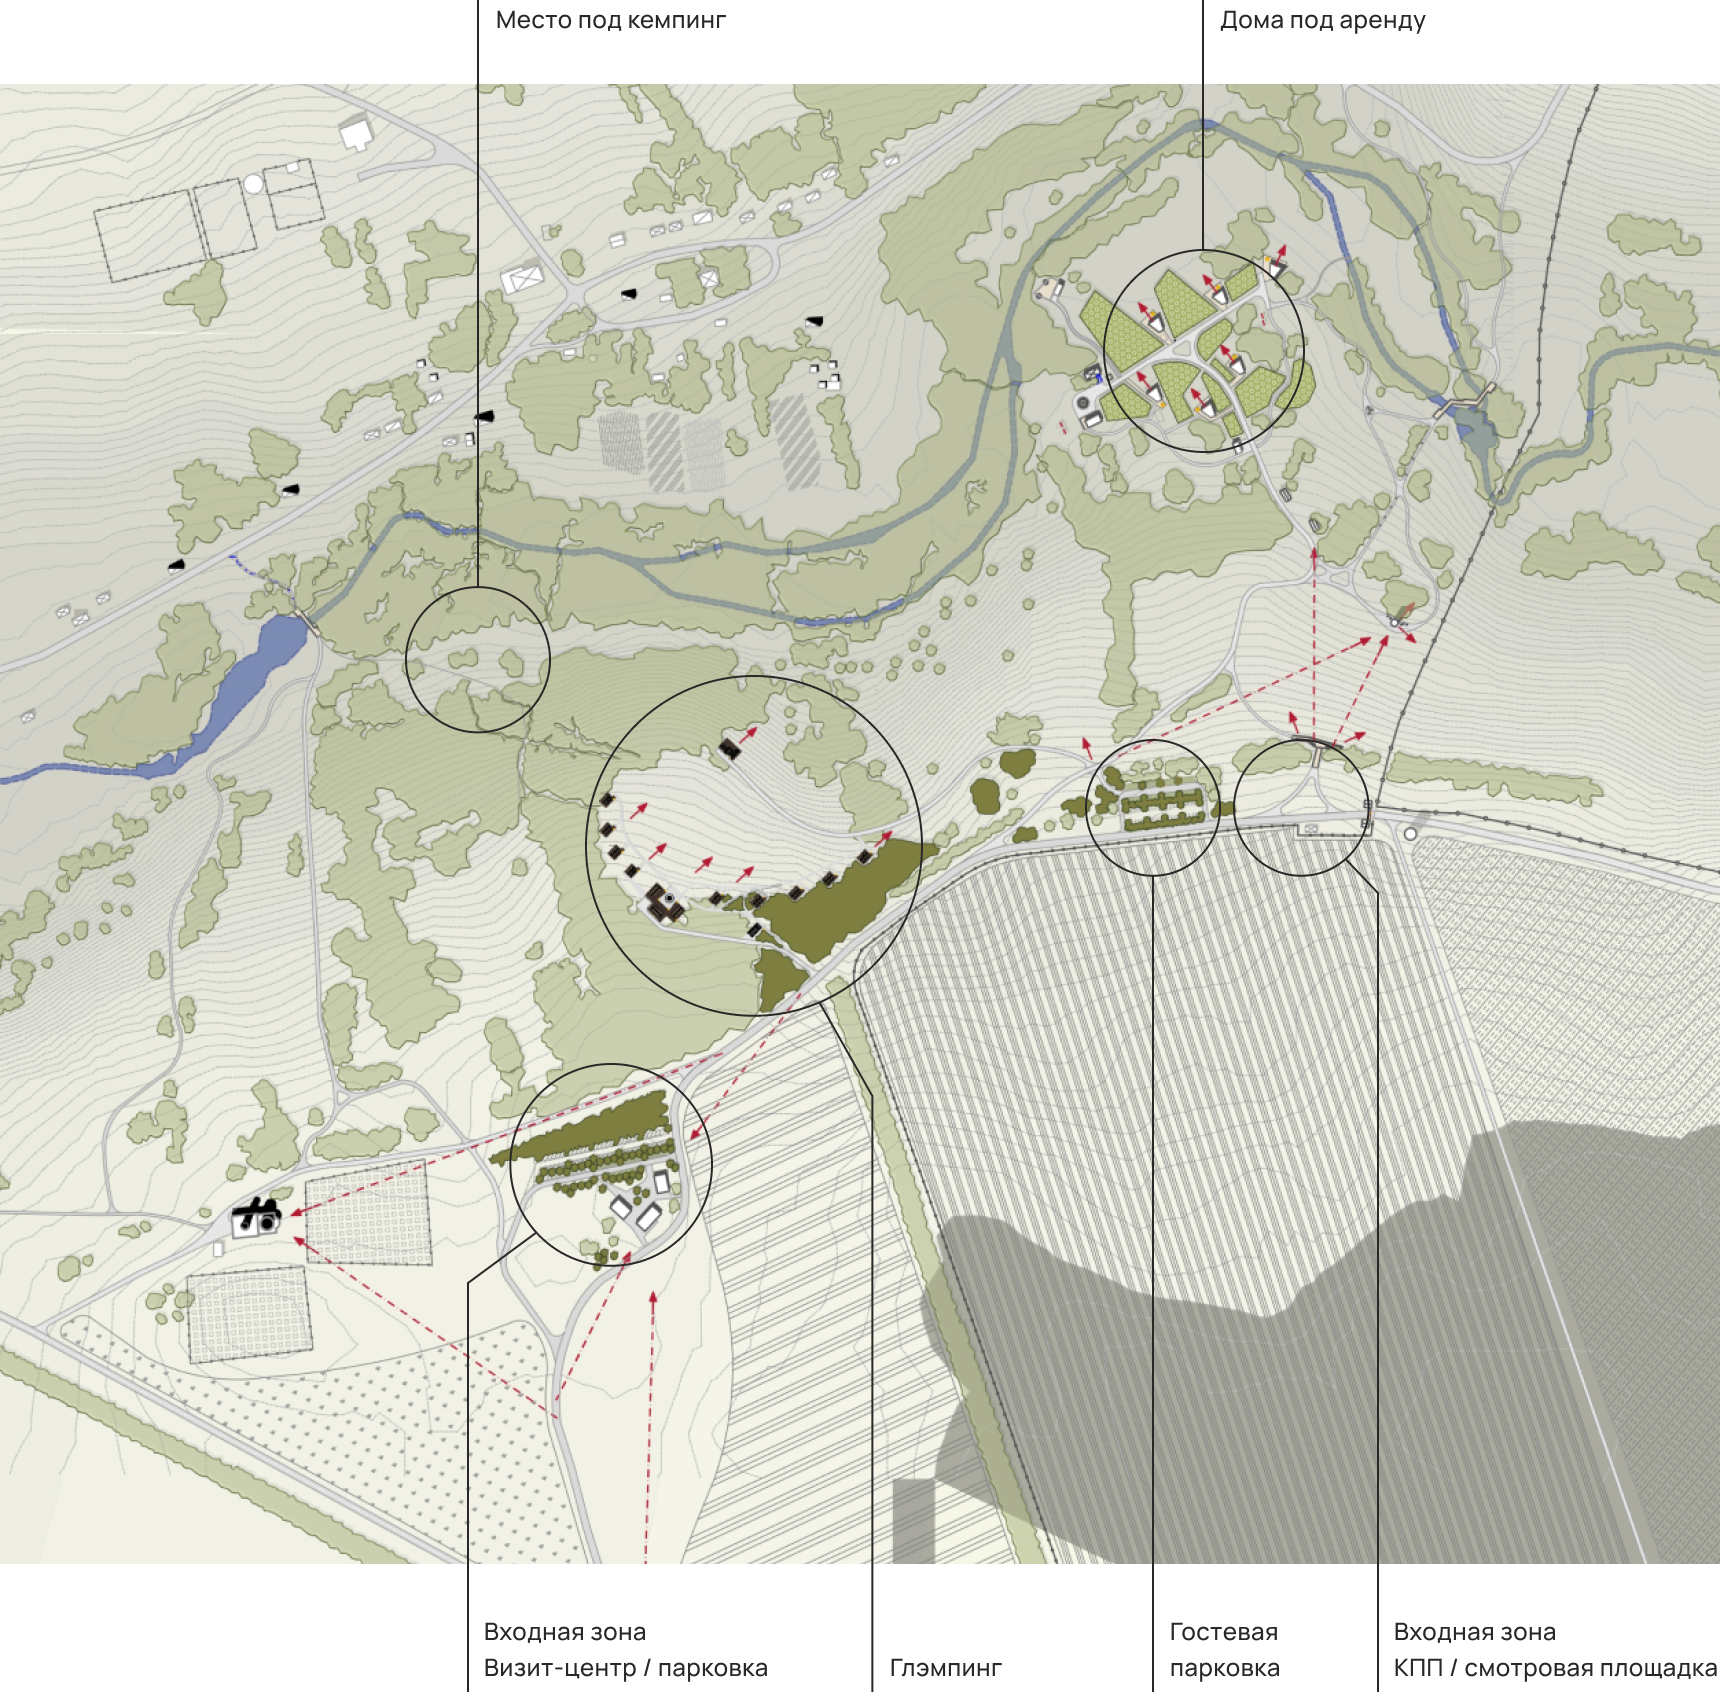 Место под кемпинг
Дома под аренду
Входная зона
Визит-центр / парковка
Глэмпинг
Гостевая
парковка
Входная зона
КПП / смотровая площадка